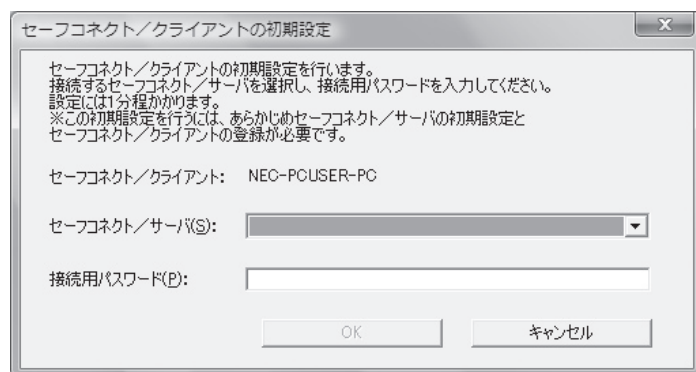 セーフコネクト／クライアントの初期設定
セーフコネクト／クライアントの初期設定を行います。
接続するセーフコネクト／サーバを選択し、接続用パスワードを入力してください。
設定には1分程かかります。
※この初期設定を行うには、あらかじめセーフコネクト／サーバの初期設定と
セーフコネクト／クライアントの登録が必要です。
セーフコネクト／クライアント: NEC-PCUSER-PC
セーフコネクト／サーバ(S):
接続用パスワード(P):
OK キャンセル